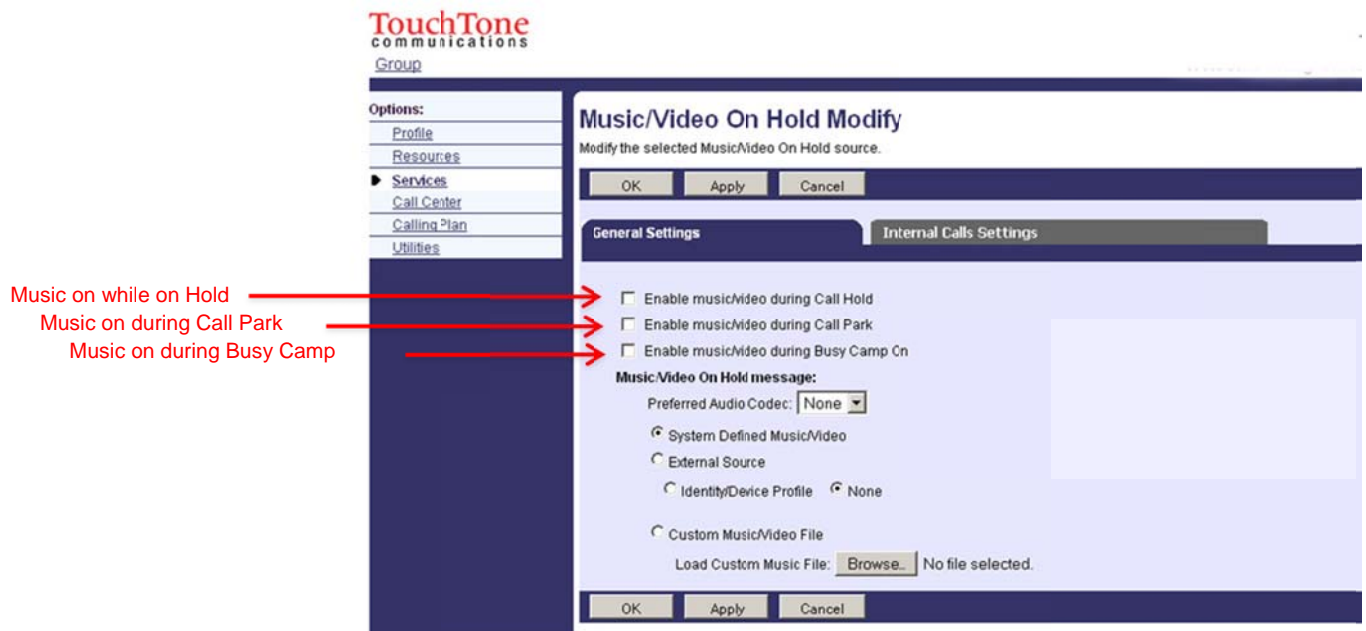 TouchTone
communications
Group
Options:
Profile
Resources
Services
Call Center
Calling Plan
Utilities
Music/Video On Hold Modify
Modify the selected Music/Video On Hold source.
OK Apply Cancel
General Settings Internal Calls Settings
Music on while on Hold
Enable music/video during Call Hold
Music on during Call Park
Enable music/video during Call Park
Music on during Busy Camp
Enable music/video during Busy Camp On
Music/Video On Hold message:
Preferred Audio Codec: None
System Defined Music/Video
External Source
Identity/Device Profile None
Custom Music/Video File
Load Custom Music File: Browse.. No file selected.
OK Apply Cancel